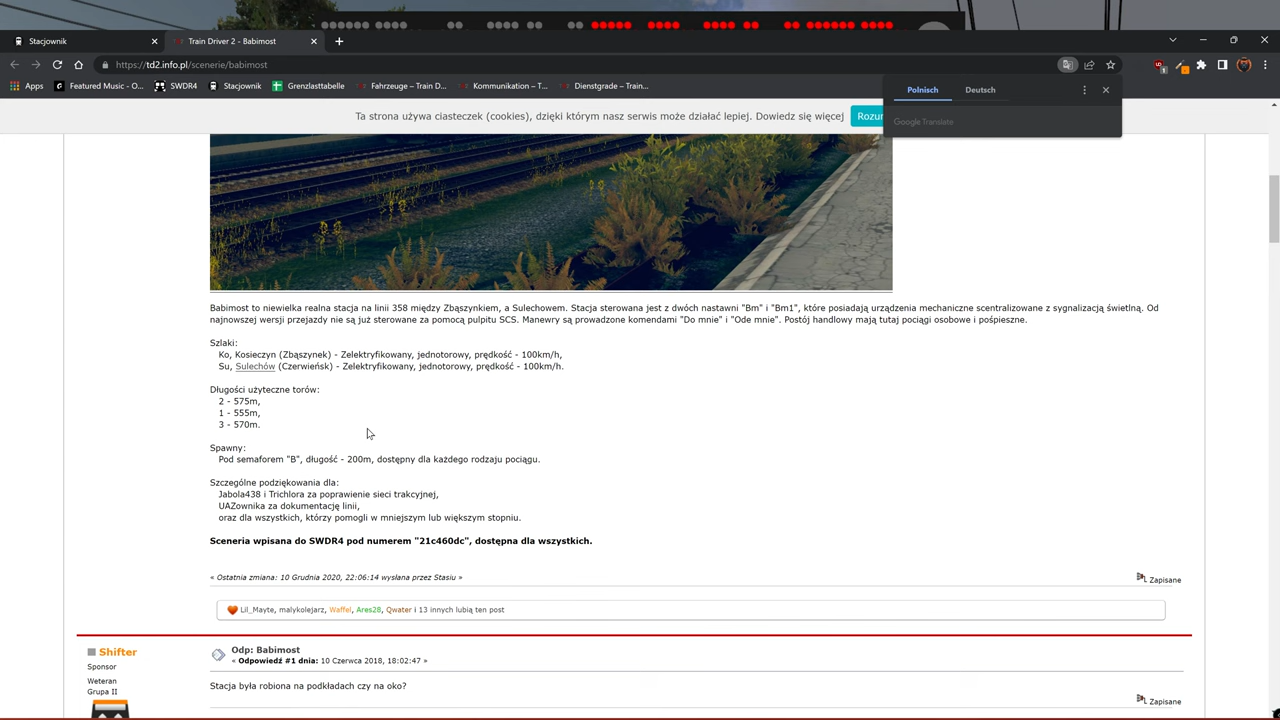 Stacjownik
Train Driver 2 - Babimost
https://td2.info.pl/scenerie/babimost
Apps
Featured Music - O...
SWDR4
Stacjownik
Grenzlasttabelle
Fahrzeuge – Train D...
Kommunikation – T...
Dienstgrade – Train...
Polnisch
Deutsch
Google Translate
Ta strona używa ciasteczek (cookies), dzięki którym nasz serwis może działać lepiej. Dowiedz się więcej
Babimost to niewielka realna stacja na linii 358 między Zbąszynkiem, a Sulechowem. Stacja sterowana jest z dwóch nastawni "Bm" i "Bm1", które posiadają urządzenia mechaniczne scentralizowane z sygnalizacją świetlną. Od
najnowszej wersji przejazdy nie są już sterowane za pomocą pulpitu SCS. Manewry są prowadzone komendami "Do mnie" i "Ode mnie". Postój handlowy mają tutaj pociągi osobowe i pośpieszne.
Szlaki:
Ko, Kosieczyn (Zbąszynek) - Zelektryfikowany, jednotorowy, prędkość - 100km/h,
Su, Sulechów (Czerwieńsk) - Zelektryfikowany, jednotorowy, prędkość - 100km/h.
Długości użyteczne torów:
2 - 575m,
1 - 555m,
3 - 570m.
Spawny:
Pod semaforem "B", długość - 200m, dostępny dla każdego rodzaju pociągu.
Szczególne podziękowania dla:
Jabola438 i Trichlora za poprawienie sieci trakcyjnej,
UAZownika za dokumentację linii,
oraz dla wszystkich, którzy pomogli w mniejszym lub większym stopniu.
Sceneria wpisana do SWDR4 pod numerem "21c460dc", dostępna dla wszystkich.
« Ostatnia zmiana: 10 Grudnia 2020, 22:06:14 wysłana przez Stasiu »
Zapisane
Lil_Mayte, malykolejarz, Waffel, Ares28, Qwater i 13 innych lubią ten post
Shifter
Sponsor
Weteran
Grupa II
Odp: Babimost
« Odpowiedź #1 dnia: 10 Czerwca 2018, 18:02:47 »
Stacja była robiona na podkładach czy na oko?
Zapisane